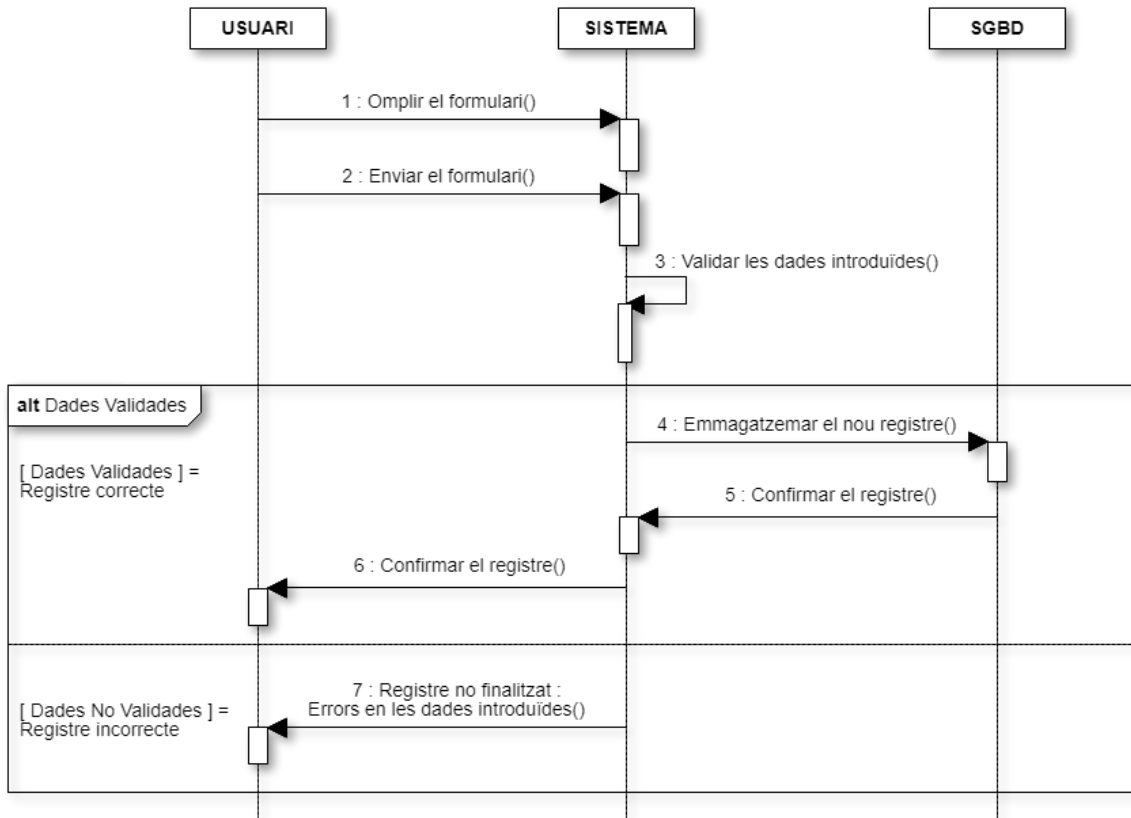 USUARI
SISTEMA
SGBD
1 : Omplir el formulari()
2 : Enviar el formulari()
3 : Validar les dades introduïdes()
alt Dades Validades
4 : Emmagatzemar el nou registre()
[ Dades Validades ] =
Registre correcte
5 : Confirmar el registre()
6 : Confirmar el registre()
7 : Registre no finalitzat :
Errors en les dades introduïdes()
[ Dades No Validades ] =
Registre incorrecte